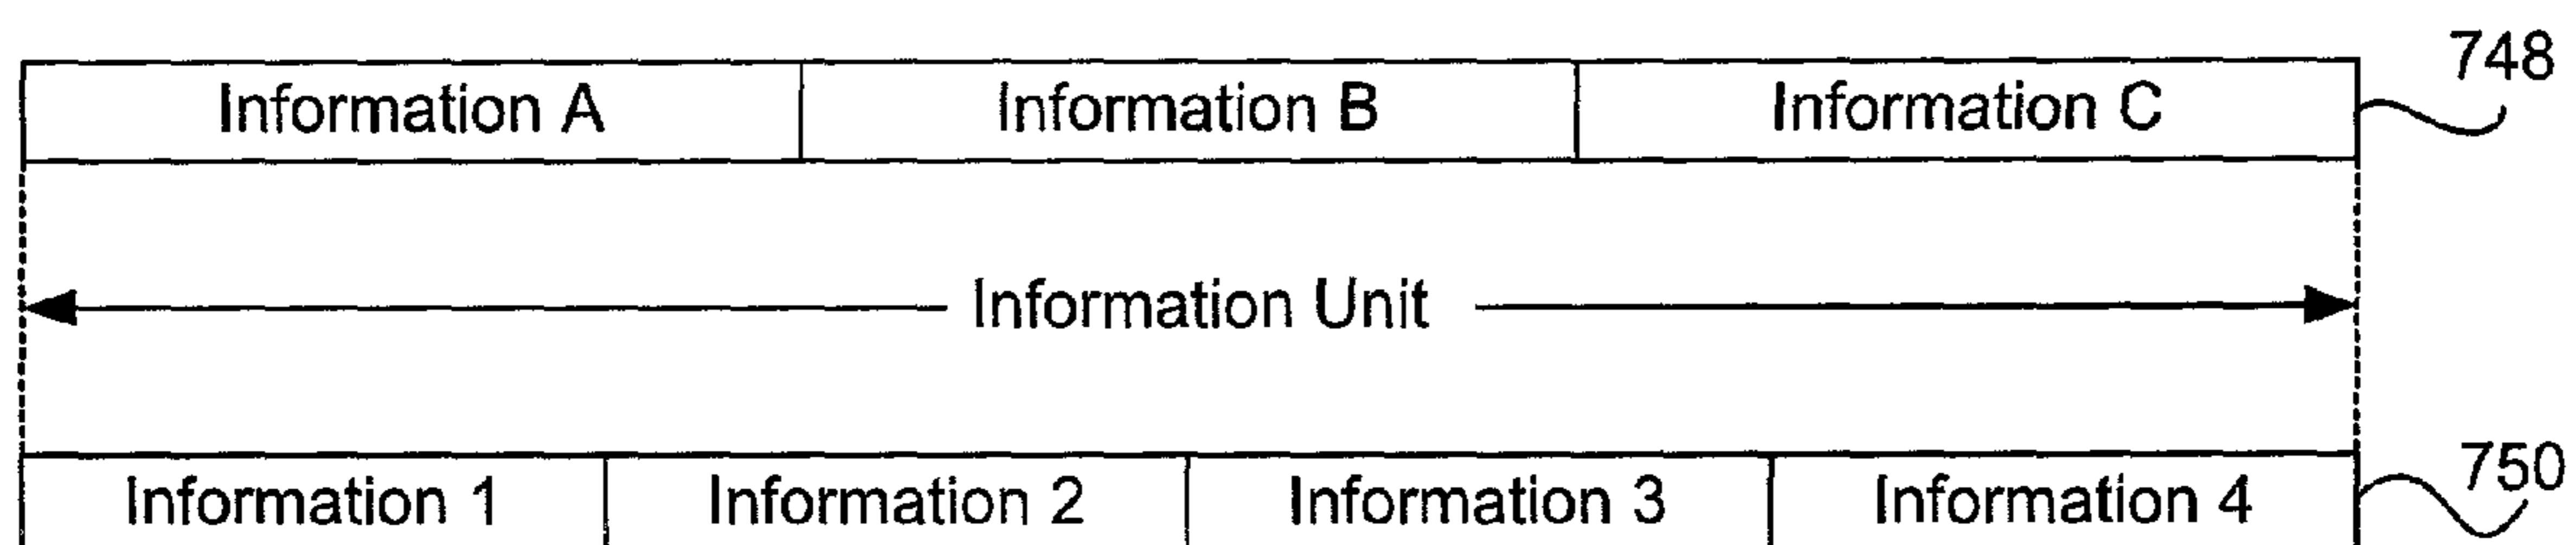 748
Information A Information B Information C
Information Unit
750
Information 1 Information 2 Information 3 Information 4